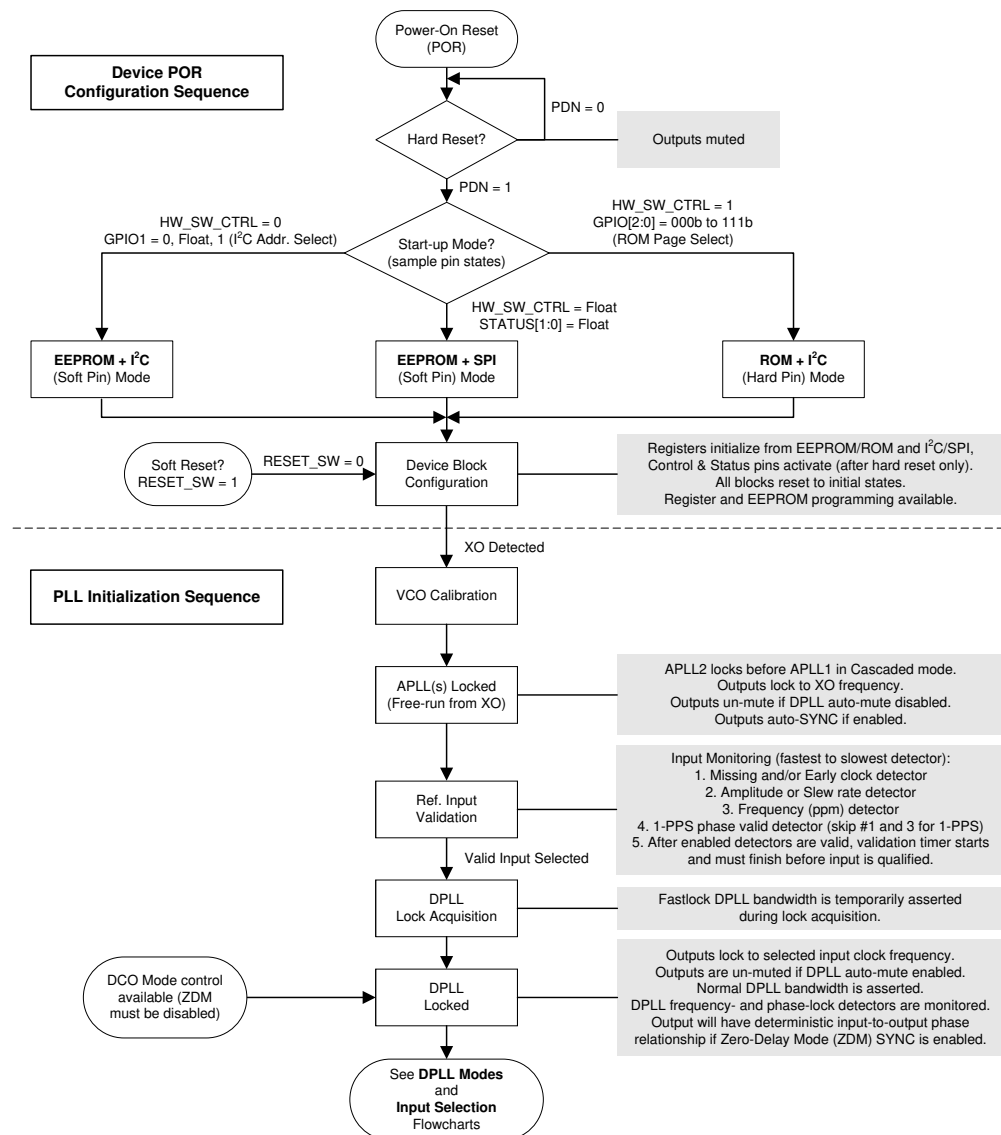 Power-On Reset
(POR)
Device POR
Configuration Sequence
PDN = 0
Hard Reset?
Outputs muted
PDN = 1
HW_SW_CTRL = 0
GPIO1 = 0, Float, 1 (I²C Addr. Select)
HW_SW_CTRL = 1
GPIO[2:0] = 000b to 111b
(ROM Page Select)
Start-up Mode?
(sample pin states)
HW_SW_CTRL = Float
STATUS[1:0] = Float
EEPROM + I²C
(Soft Pin) Mode
EEPROM + SPI
(Soft Pin) Mode
ROM + I²C
(Hard Pin) Mode
Soft Reset?
RESET_SW = 1
RESET_SW = 0
Device Block
Configuration
Registers initialize from EEPROM/ROM and I²C/SPI,
Control & Status pins activate (after hard reset only).
All blocks reset to initial states.
Register and EEPROM programming available.
XO Detected
PLL Initialization Sequence
VCO Calibration
APLL(s) Locked
(Free-run from XO)
APLL2 locks before APLL1 in Cascaded mode.
Outputs lock to XO frequency.
Outputs un-mute if DPLL auto-mute disabled.
Outputs auto-SYNC if enabled.
Ref. Input
Validation
Input Monitoring (fastest to slowest detector):
1. Missing and/or Early clock detector
2. Amplitude or Slew rate detector
3. Frequency (ppm) detector
4. 1-PPS phase valid detector (skip #1 and 3 for 1-PPS)
5. After enabled detectors are valid, validation timer starts
and must finish before input is qualified.
Valid Input Selected
DPLL
Lock Acquisition
Fastlock DPLL bandwidth is temporarily asserted
during lock acquisition.
DCO Mode control
available (ZDM
must be disabled)
DPLL
Locked
Outputs lock to selected input clock frequency.
Outputs are un-muted if DPLL auto-mute enabled.
Normal DPLL bandwidth is asserted.
DPLL frequency- and phase-lock detectors are monitored.
Output will have deterministic input-to-output phase
relationship if Zero-Delay Mode (ZDM) SYNC is enabled.
See DPLL Modes
and
Input Selection
Flowcharts